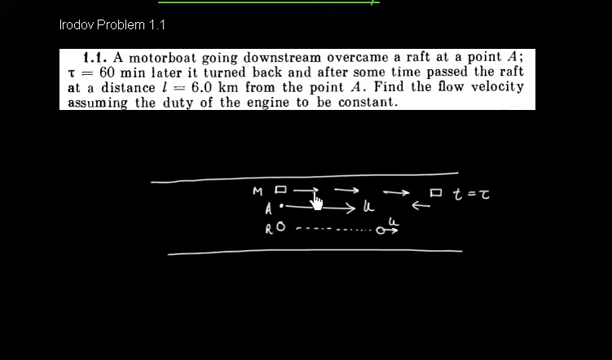 Irodov Problem 1.1
1.1. A motorboat going downstream overcame a raft at a point A;
τ = 60 min later it turned back and after some time passed the raft
at a distance l = 6.0 km from the point A. Find the flow velocity
assuming the duty of the engine to be constant.
M t = τ
A u
R u